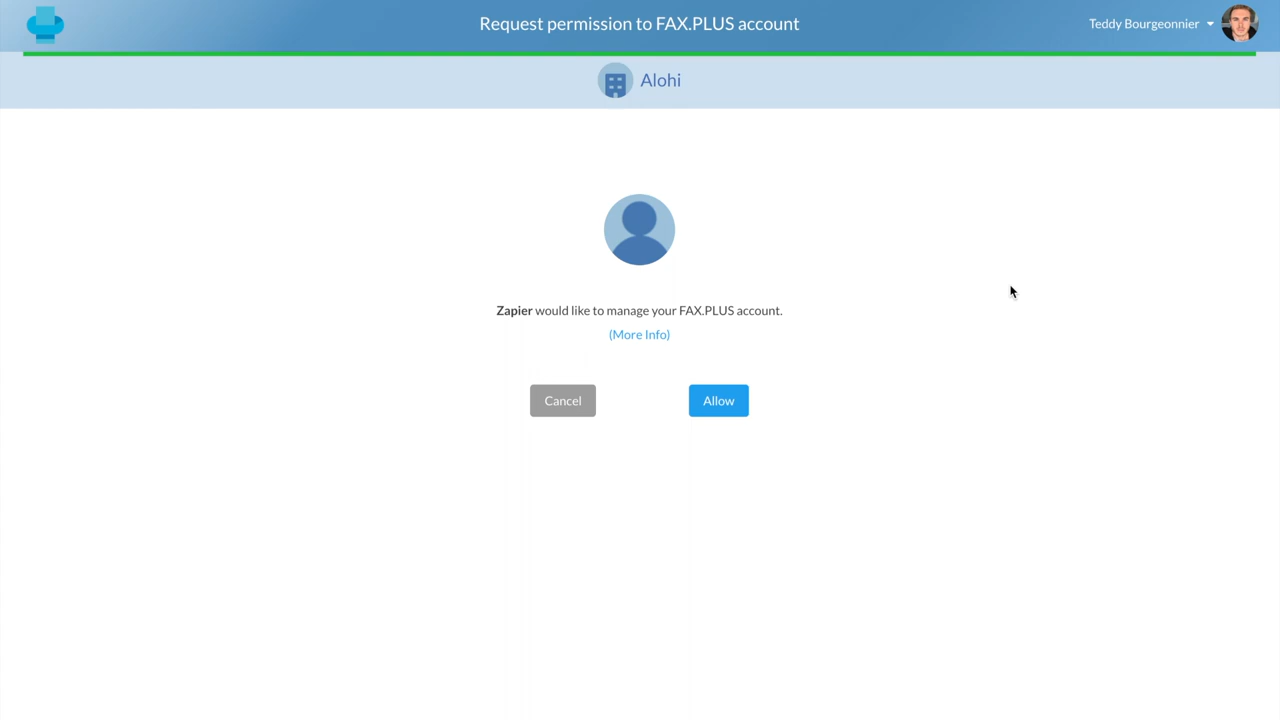 Request permission to FAX.PLUS account
Teddy Bourgeonnier
Alohi
Zapier would like to manage your FAX.PLUS account.
(More Info)
Cancel
Allow